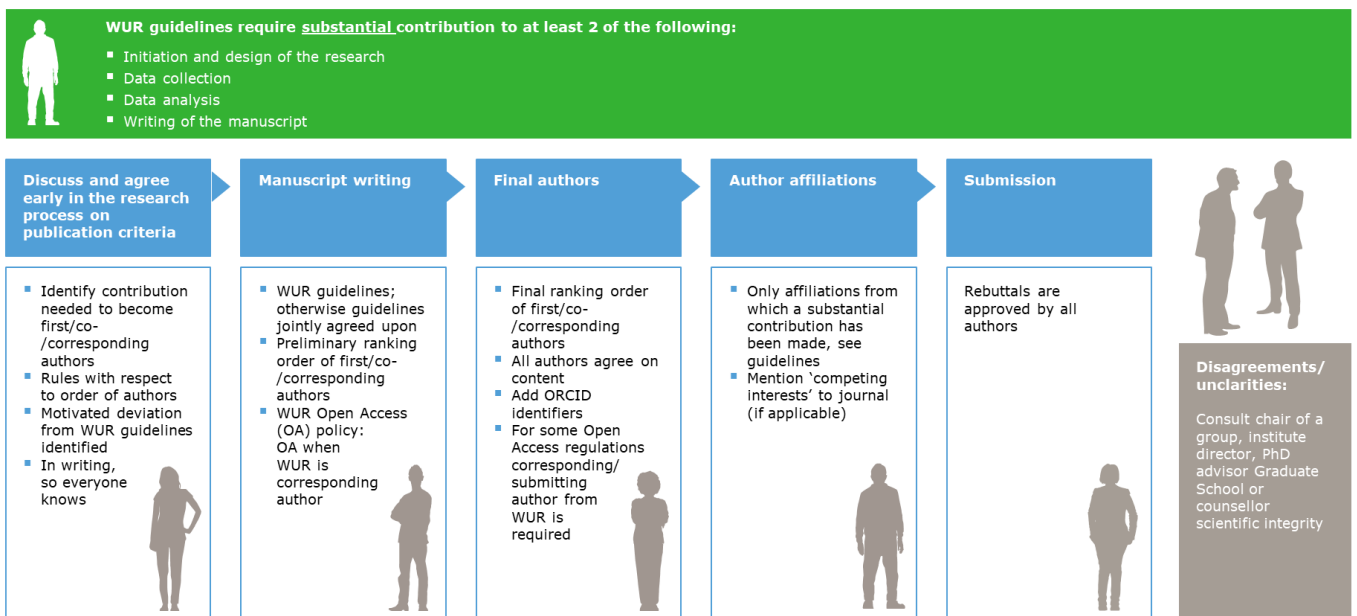 WUR guidelines require substantial contribution to at least 2 of the following:
▪ Initiation and design of the research
▪ Data collection
▪ Data analysis
▪ Writing of the manuscript
Discuss and agree
early in the research
process on
publication criteria
▪ Identify contribution
needed to become
first/co-
/corresponding
authors
▪ Rules with respect
to order of authors
▪ Motivated deviation
from WUR guidelines
identified
▪ In writing,
so everyone
knows
Manuscript writing
▪ WUR guidelines;
otherwise guidelines
jointly agreed upon
▪ Preliminary ranking
order of first/co-
/corresponding
authors
▪ WUR Open Access
(OA) policy:
OA when
WUR is
corresponding
author
Final authors
▪ Final ranking order
of first/co-
/corresponding
authors
▪ All authors agree on
content
▪ Add ORCID
identifiers
▪ For some Open
Access regulations
corresponding/
submitting
author from
WUR is
required
Author affiliations
▪ Only affiliations from
which a substantial
contribution has
been made, see
guidelines
▪ Mention ‘competing
interests’ to journal
(if applicable)
Submission
Rebuttals are
approved by all
authors
Disagreements/
unclarities:
Consult chair of a
group, institute
director, PhD
advisor Graduate
School or
counsellor
scientific integrity